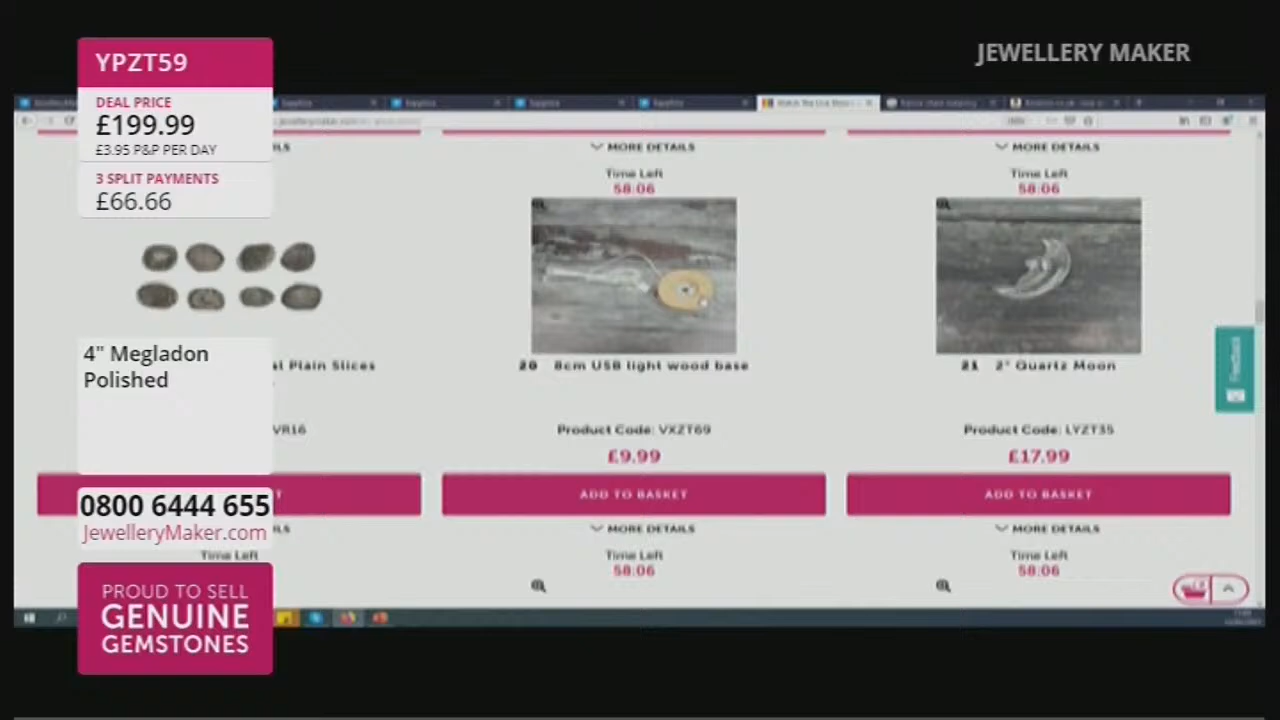 YPZT59
DEAL PRICE
£199.99
£3.95 P&P PER DAY
3 SPLIT PAYMENTS
£66.66
4" Megladon
Polished
0800 6444 655
JewelleryMaker.com
PROUD TO SELL
GENUINE
GEMSTONES
JEWELLERY MAKER
MORE DETAILS
MORE DETAILS
Time Left
58:06
Time Left
58:06
Plain Slices
20 8cm USB light wood base
21 2" Quartz Moon
VR16
Product Code: VXZT69
Product Code: LYZT35
£9.99
£17.99
ADD TO BASKET
ADD TO BASKET
MORE DETAILS
MORE DETAILS
Time Left
Time Left
58:06
Time Left
58:06
Feedback